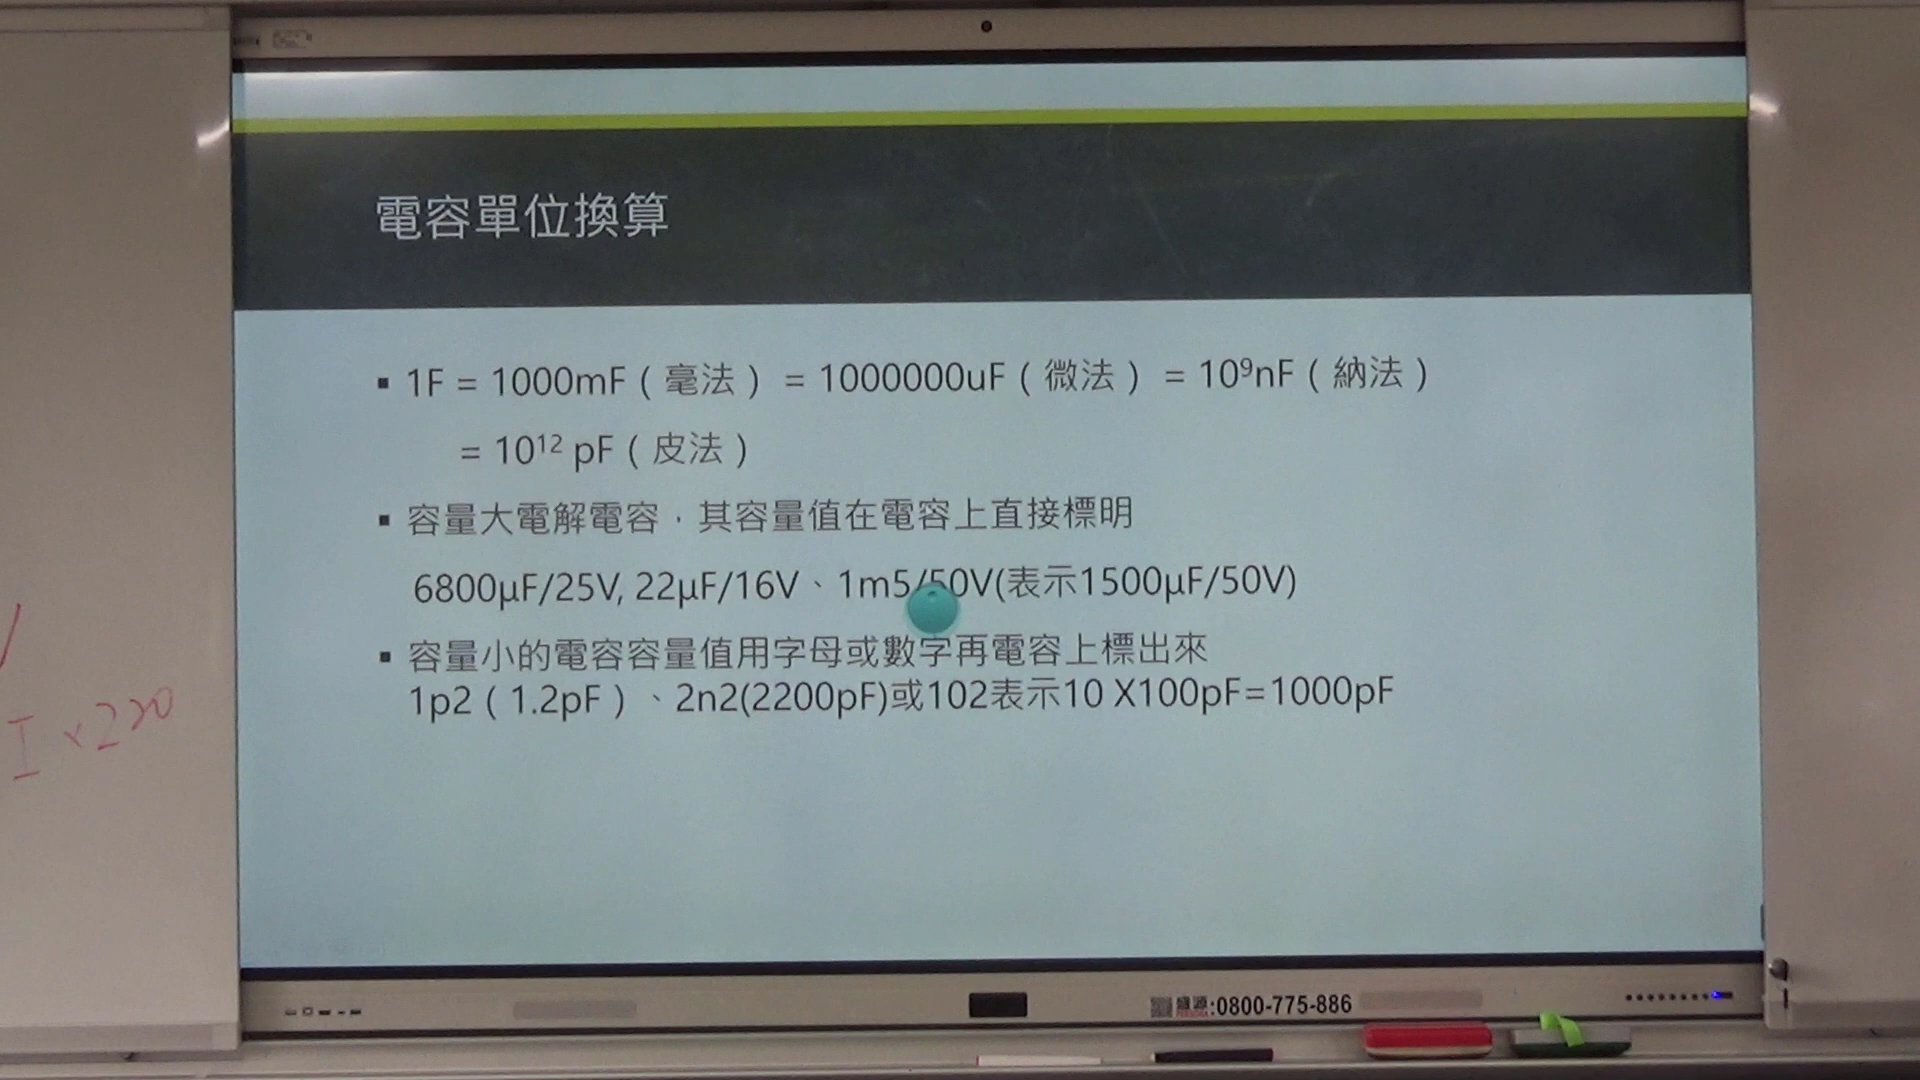 電容單位換算
▪ 1F = 1000mF（毫法） = 1000000uF（微法） = 10⁹nF（納法）
= 10¹² pF（皮法）
▪ 容量大電解電容，其容量值在電容上直接標明
6800μF/25V, 22μF/16V、1m5/50V(表示1500μF/50V)
▪ 容量小的電容容量值用字母或數字再電容上標出來
1p2（1.2pF）、2n2(2200pF)或102表示10 X100pF=1000pF
I × 220
:0800-775-886